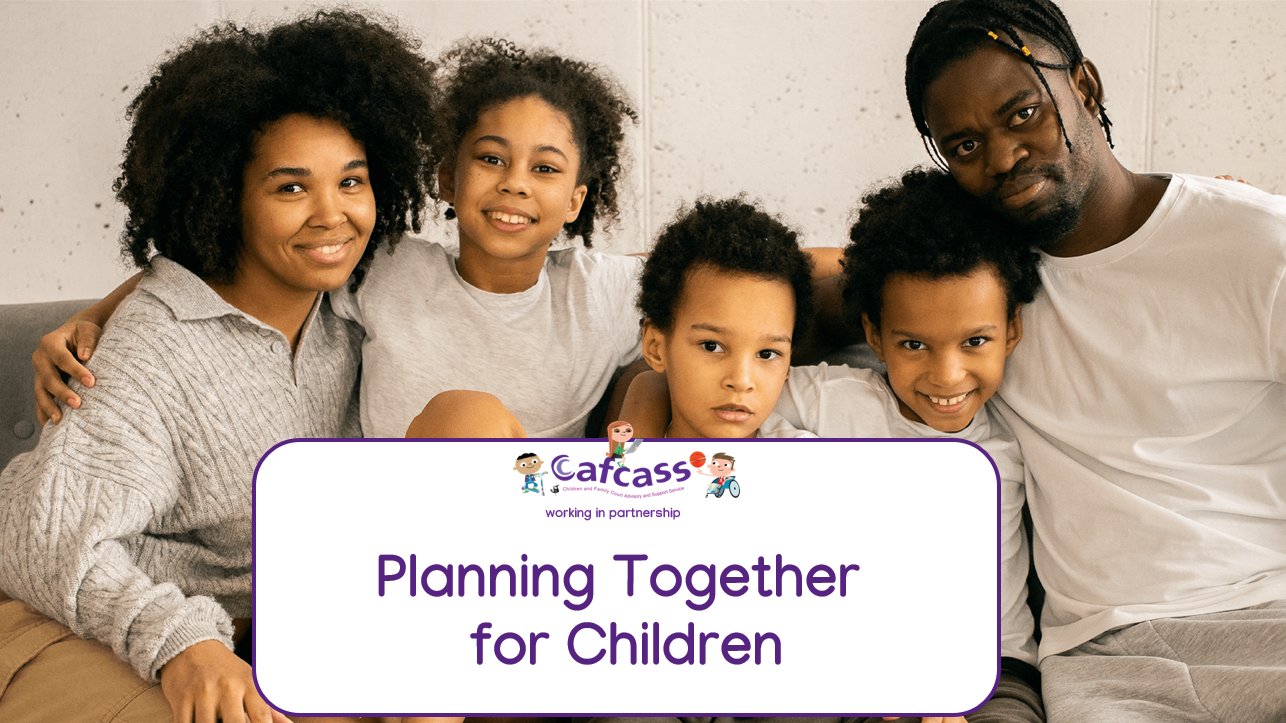 Cafcass
Children and Family Court Advisory and Support Service
working in partnership
Planning Together
for Children